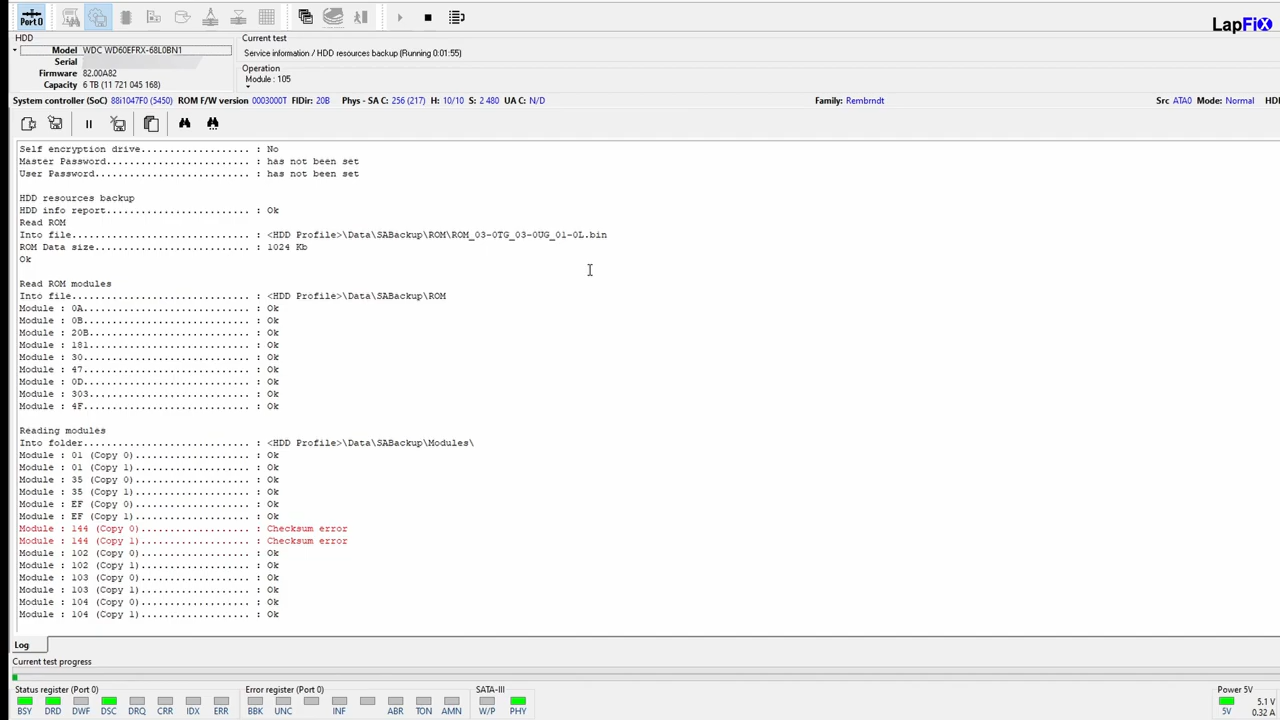 Port 0
LapFiX
HDD
Current test
Model WDC WD60EFRX-68L0BN1
Service information / HDD resources backup (Running 0:01:55)
Serial
Operation
Firmware 82.00A82
Module : 105
Capacity 6 TB (11 721 045 168)
System controller (SoC) 88i1047F0 (5450) ROM F/W version 0003000T FlDir: 20B Phys - SA C: 256 (217) H: 10/10 S: 2 480 UA C: N/D Family: Rembrndt Src ATA0 Mode: Normal HDI
Self encryption drive................... : No
Master Password......................... : has not been set
User Password........................... : has not been set
HDD resources backup
HDD info report......................... : Ok
Read ROM
Into file............................... : <HDD Profile>\Data\SABackup\ROM\ROM_03-0TG_03-0UG_01-0L.bin
ROM Data size........................... : 1024 Kb
Ok
Read ROM modules
Into file............................... : <HDD Profile>\Data\SABackup\ROM
Module : 0A............................. : Ok
Module : 0B............................. : Ok
Module : 20B............................ : Ok
Module : 181............................ : Ok
Module : 30............................. : Ok
Module : 47............................. : Ok
Module : 0D............................. : Ok
Module : 303............................ : Ok
Module : 4F............................. : Ok
Reading modules
Into folder............................. : <HDD Profile>\Data\SABackup\Modules\
Module : 01 (Copy 0).................... : Ok
Module : 01 (Copy 1).................... : Ok
Module : 35 (Copy 0).................... : Ok
Module : 35 (Copy 1).................... : Ok
Module : EF (Copy 0).................... : Ok
Module : EF (Copy 1).................... : Ok
Module : 144 (Copy 0)................... : Checksum error
Module : 144 (Copy 1)................... : Checksum error
Module : 102 (Copy 0)................... : Ok
Module : 102 (Copy 1)................... : Ok
Module : 103 (Copy 0)................... : Ok
Module : 103 (Copy 1)................... : Ok
Module : 104 (Copy 0)................... : Ok
Module : 104 (Copy 1)................... : Ok
Log
Current test progress
Status register (Port 0) Error register (Port 0) SATA-III Power 5V
BSY DRD DWF DSC DRQ CRR IDX ERR BBK UNC INF ABR TON AMN W/P PHY 5V 5.1 V
0.32 A